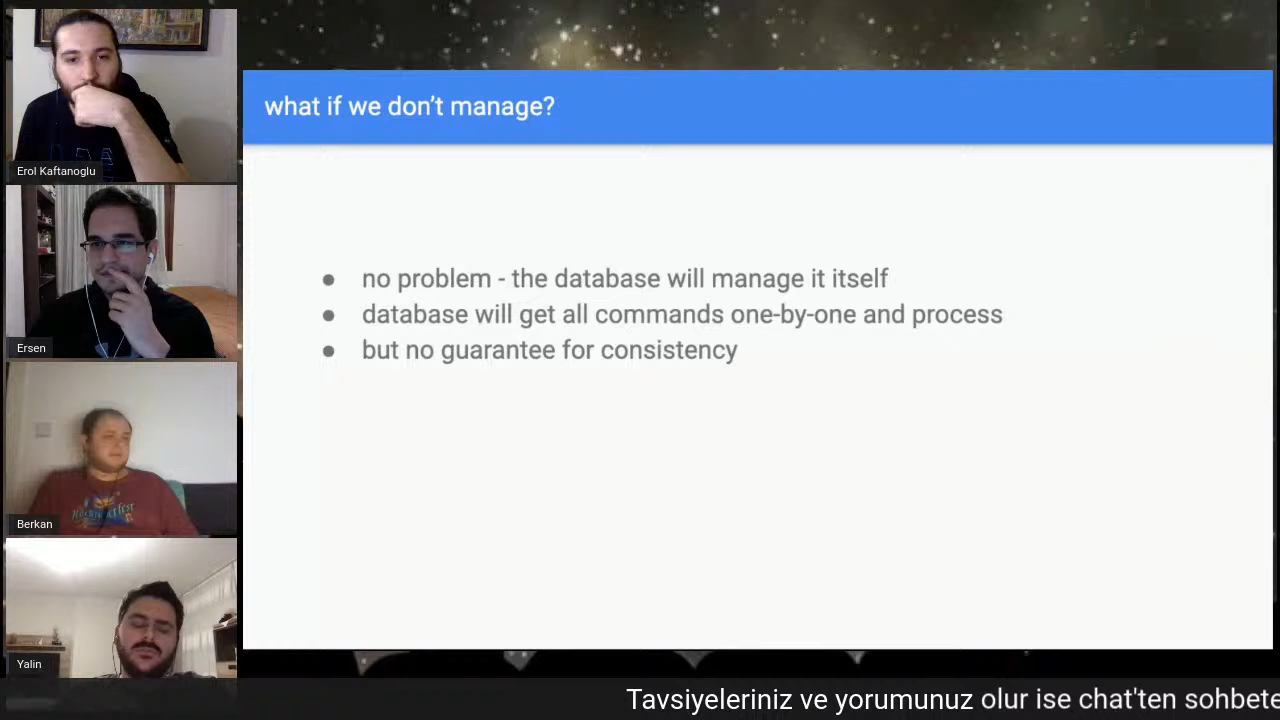 Erol Kaftanoglu
Ersen
Berkan
Yalin
what if we don’t manage?
● no problem - the database will manage it itself
● database will get all commands one-by-one and process
● but no guarantee for consistency
Tavsiyeleriniz ve yorumunuz olur ise chat'ten sohbete